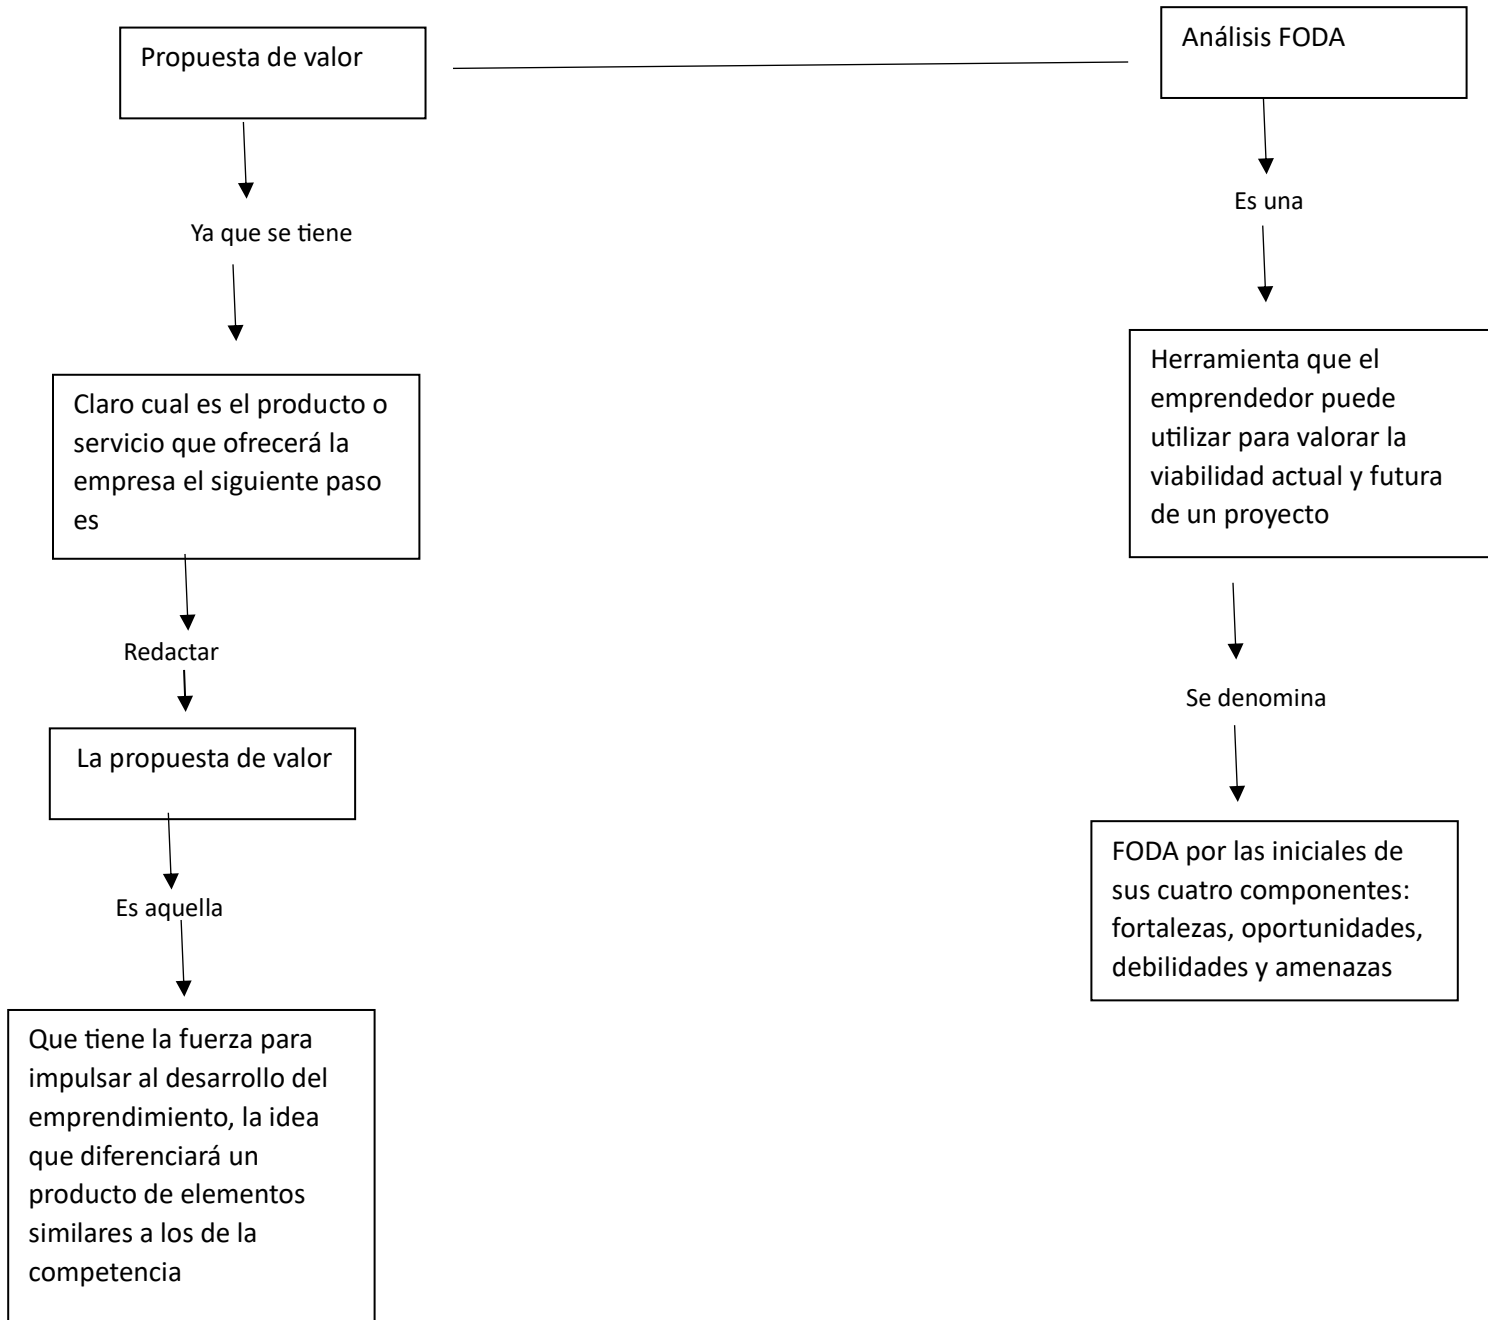 Propuesta de valor
Ya que se tiene
Claro cual es el producto o
servicio que ofrecerá la
empresa el siguiente paso
es
Redactar
La propuesta de valor
Es aquella
Que tiene la fuerza para
impulsar al desarrollo del
emprendimiento, la idea
que diferenciará un
producto de elementos
similares a los de la
competencia
Análisis FODA
Es una
Herramienta que el
emprendedor puede
utilizar para valorar la
viabilidad actual y futura
de un proyecto
Se denomina
FODA por las iniciales de
sus cuatro componentes:
fortalezas, oportunidades,
debilidades y amenazas